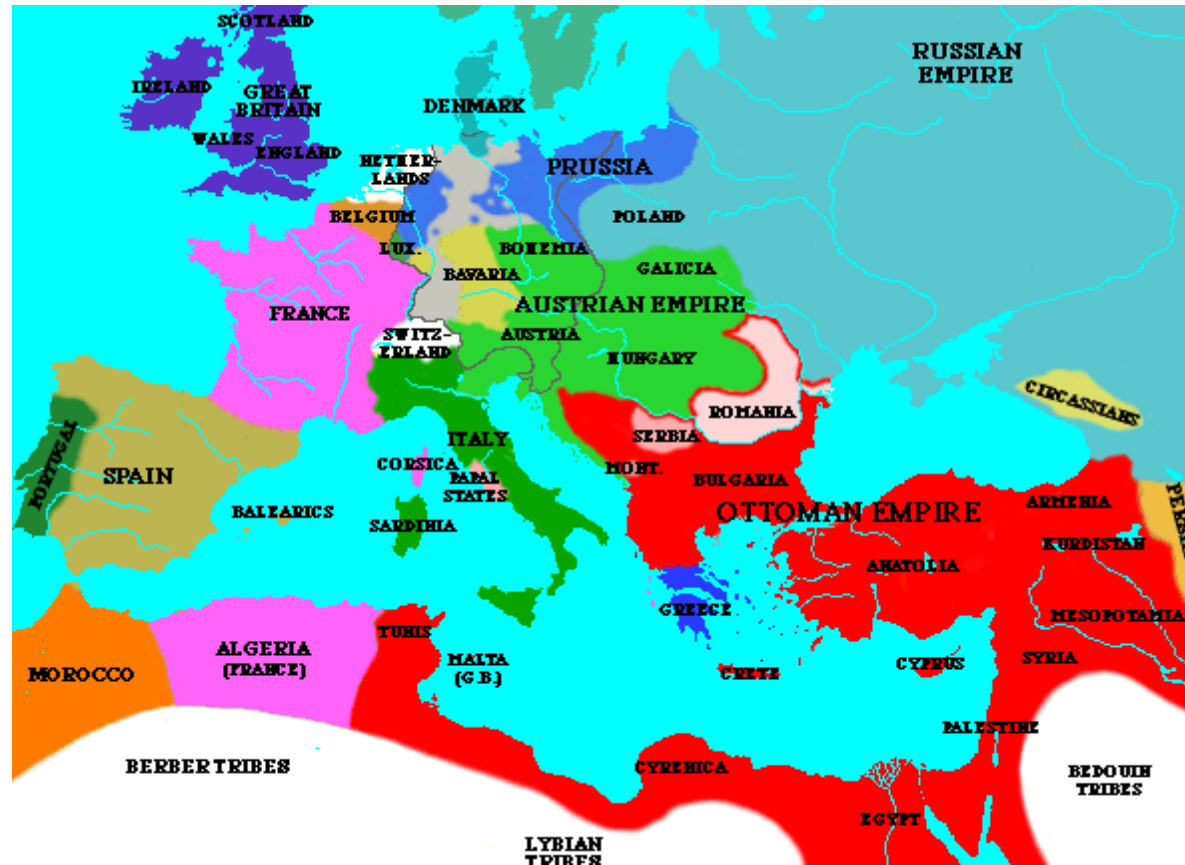 SCOTLAND
IRELAND
GREAT
BRITAIN
WALES
ENGLAND
DENMARK
RUSSIAN
EMPIRE
NETHER-
LANDS
PRUSSIA
BELGIUM
POLAND
LUX.
BOHEMIA
BAVARIA
GALICIA
FRANCE
AUSTRIAN EMPIRE
SWITZ-
ERLAND
AUSTRIA
HUNGARY
CIRCASSIANS
ROMANIA
SERBIA
ITALY
PORTUGAL
SPAIN
CORSICA
PAPAL
STATES
MONT.
BULGARIA
BALEARICS
SARDINIA
OTTOMAN EMPIRE
ARMENIA
KURDISTAN
ANATOLIA
GREECE
MESOPOTAMIA
TUNIS
MOROCCO
ALGERIA
(FRANCE)
MALTA
(G.B.)
CRETE
CYPRUS
SYRIA
PALESTINE
BERBER TRIBES
CYRENICA
BEDOUIN
TRIBES
EGYPT
LYBIAN
TRIBES